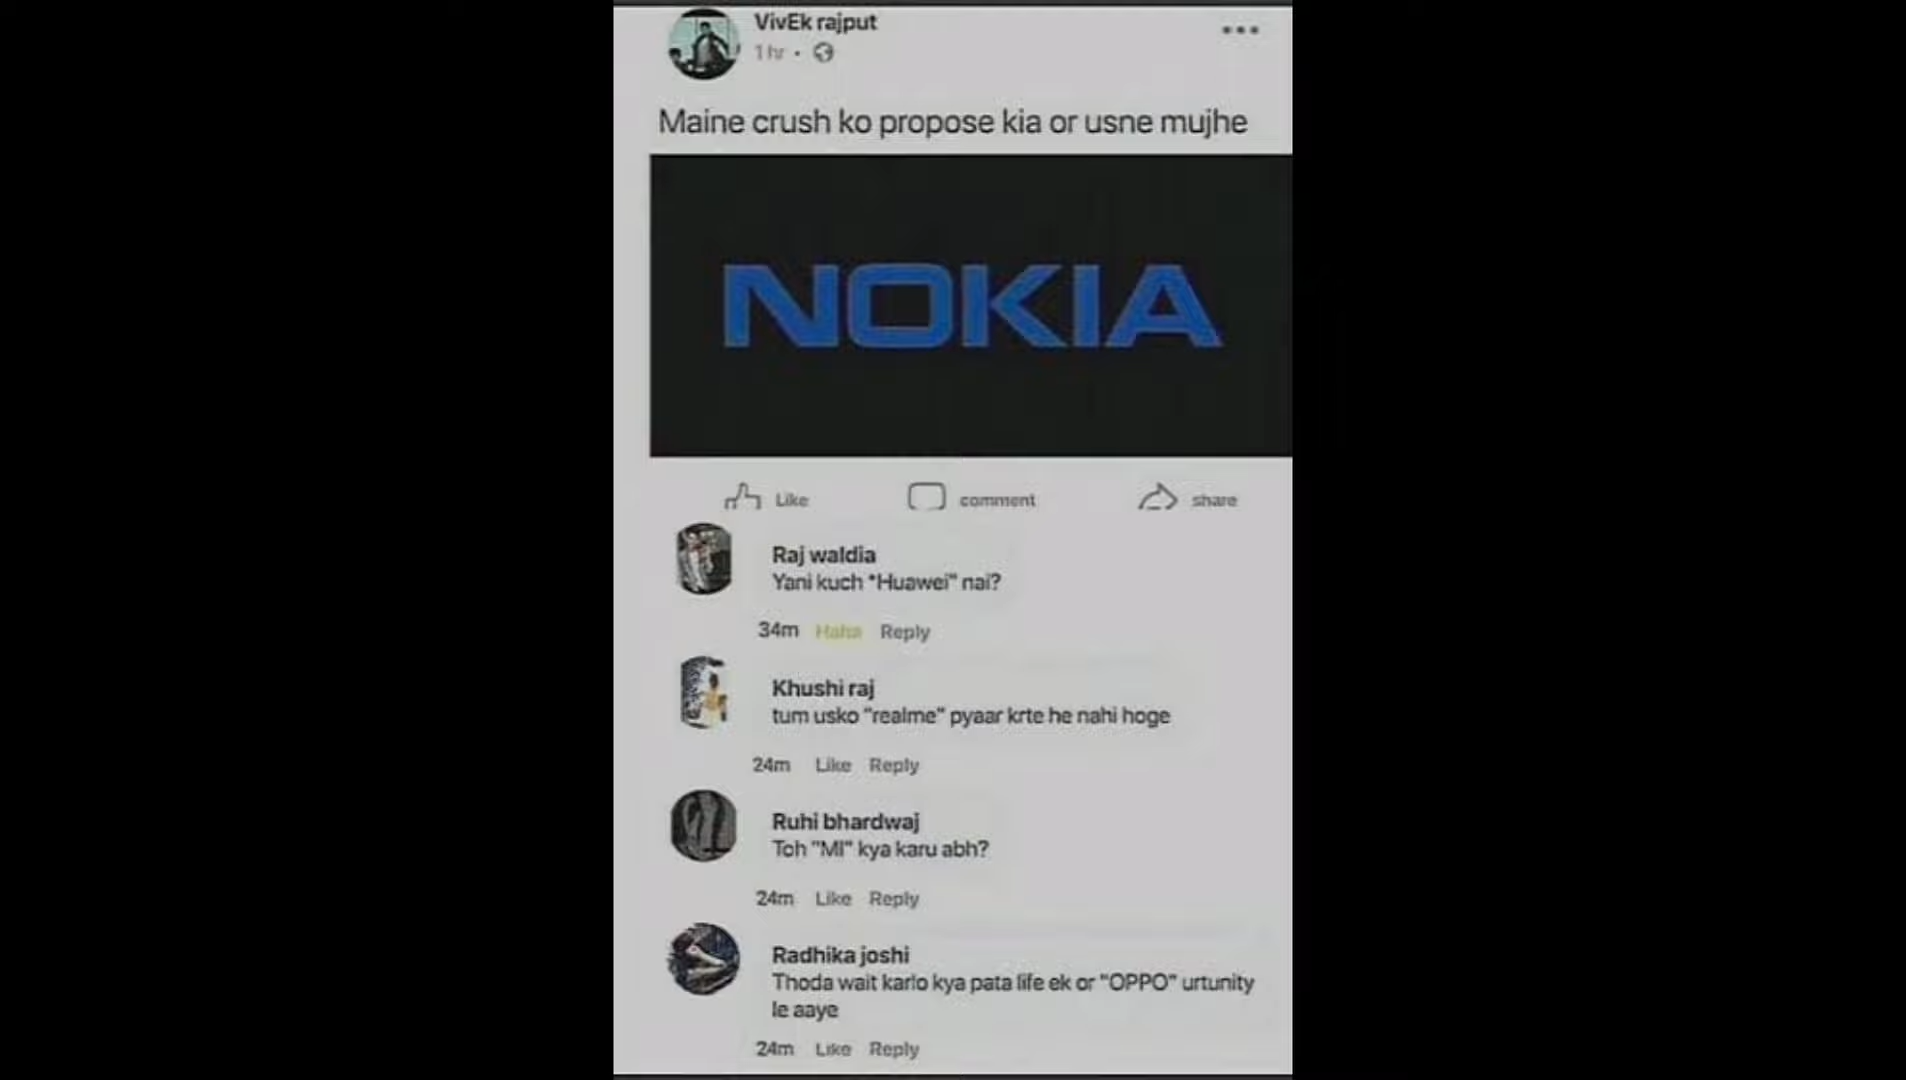 VivEk rajput
1 hr •
Maine crush ko propose kia or usne mujhe
NOKIA
Like comment share
Raj waldia
Yani kuch "Huawei" nai?
34m Haha Reply
Khushi raj
tum usko "realme" pyaar krte he nahi hoge
24m Like Reply
Ruhi bhardwaj
Toh "MI" kya karu abh?
24m Like Reply
Radhika joshi
Thoda wait karlo kya pata life ek or "OPPO" urtunity
le aaye
24m Like Reply